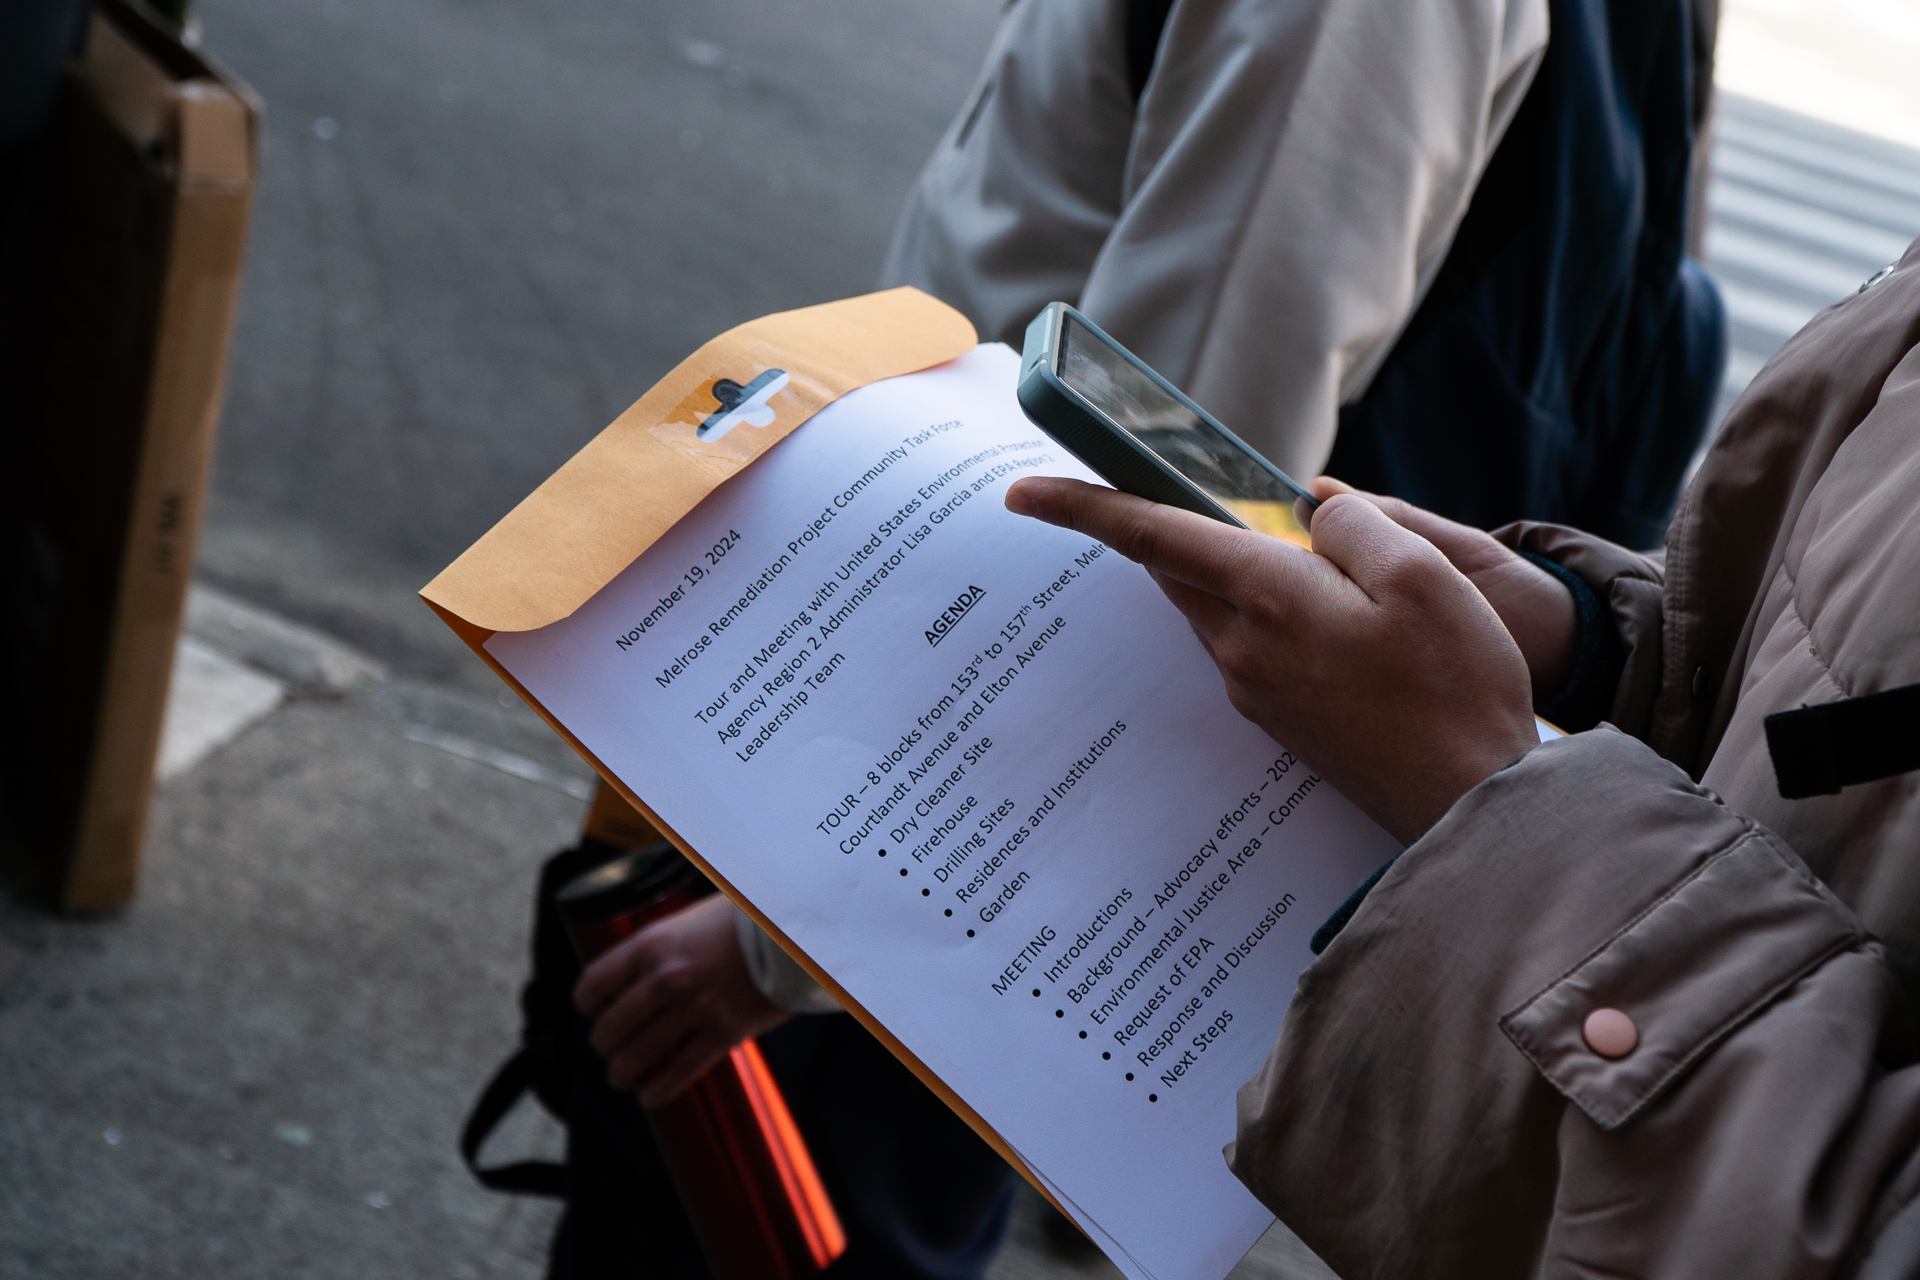 November 19, 2024
Melrose Remediation Project Community Task Force
Tour and Meeting with United States Environmental Protection
Agency Region 2 Administrator Lisa Garcia and EPA Region 2
Leadership Team
AGENDA
TOUR – 8 blocks from 153rd to 157th Street,
Courtlandt Avenue and Elton Avenue
• Dry Cleaner Site
• Firehouse
• Drilling Sites
• Residences and Institutions
• Garden
MEETING
• Introductions
• Background – Advocacy efforts –
• Environmental Justice Area –
• Request of EPA
• Response and Discussion
• Next Steps